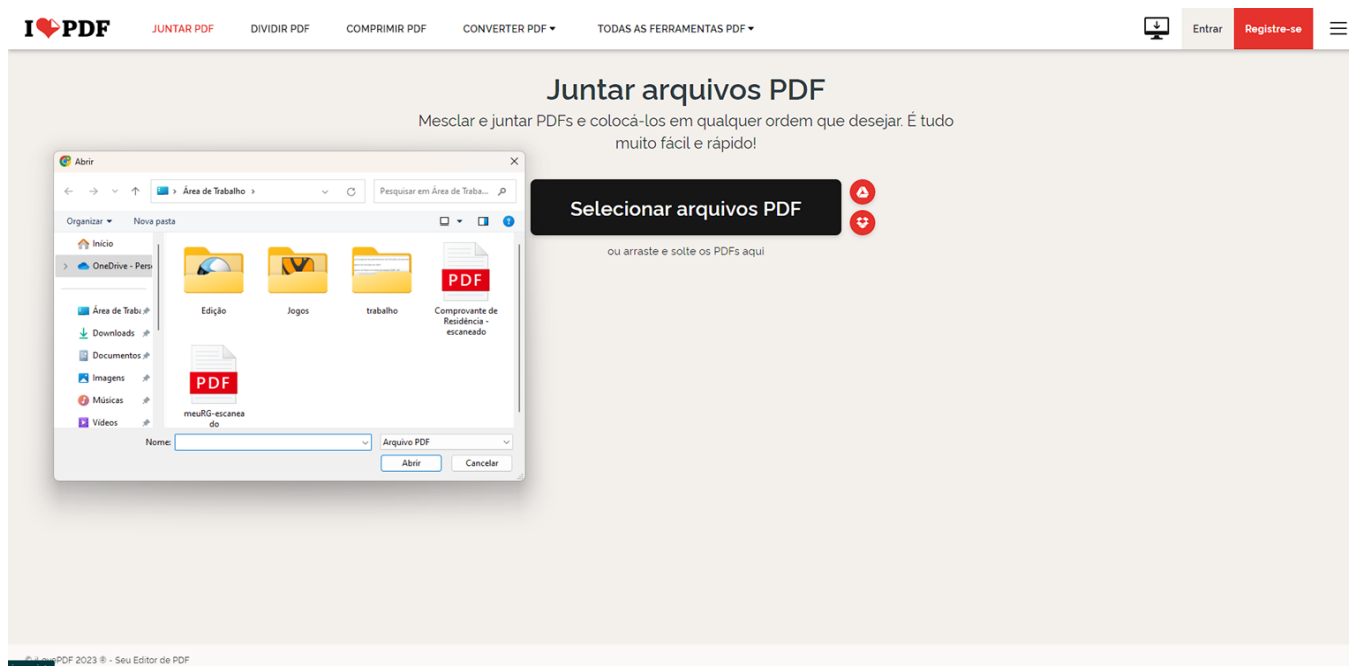 I PDF
JUNTAR PDF
DIVIDIR PDF
COMPRIMIR PDF
CONVERTER PDF
TODAS AS FERRAMENTAS PDF
Entrar
Registre-se
Juntar arquivos PDF
Mesclar e juntar PDFs e colocá-los em qualquer ordem que desejar. É tudo
muito fácil e rápido!
Selecionar arquivos PDF
ou arraste e solte os PDFs aqui
Abrir
Área de Trabalho
Pesquisar em Área de Traba...
Organizar
Nova pasta
Início
OneDrive - Pers
Área de Traba
Downloads
Documentos
Imagens
Músicas
Vídeos
Edição
Jogos
trabalho
PDF
Comprovante de
Residência -
escaneado
PDF
meuRG-escanea
do
Nome:
Arquivo PDF
Abrir
Cancelar
PDF 2023 ® - Seu Editor de PDF